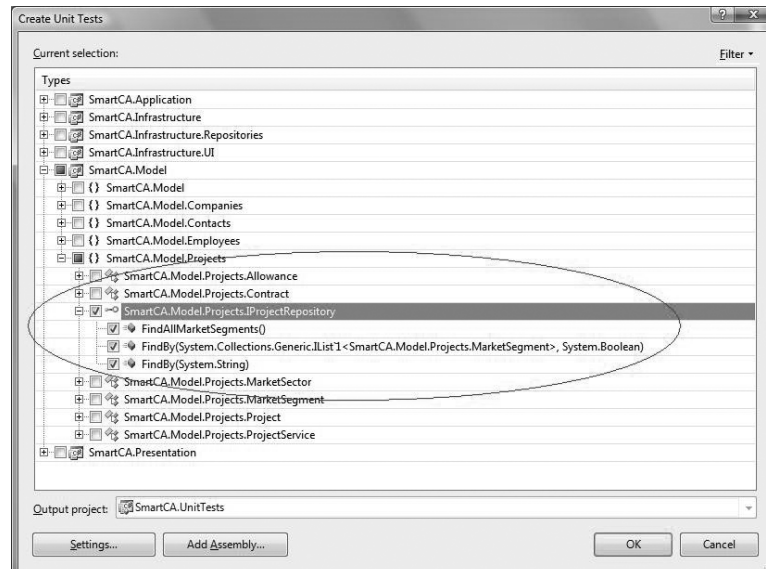 Create Unit Tests
Current selection:
Filter
Types
SmartCA.Application
SmartCA.Infrastructure
SmartCA.Infrastructure.Repositories
SmartCA.Infrastructure.UI
SmartCA.Model
{} SmartCA.Model
{} SmartCA.Model.Companies
{} SmartCA.Model.Contacts
{} SmartCA.Model.Employees
{} SmartCA.Model.Projects
SmartCA.Model.Projects.Allowance
SmartCA.Model.Projects.Contract
SmartCA.Model.Projects.IProjectRepository
FindAllMarketSegments()
FindBy(System.Collections.Generic.IList`1<SmartCA.Model.Projects.MarketSegment>, System.Boolean)
FindBy(System.String)
SmartCA.Model.Projects.MarketSector
SmartCA.Model.Projects.MarketSegment
SmartCA.Model.Projects.Project
SmartCA.Model.Projects.ProjectService
SmartCA.Presentation
Output project: SmartCA.UnitTests
Settings... Add Assembly... OK Cancel